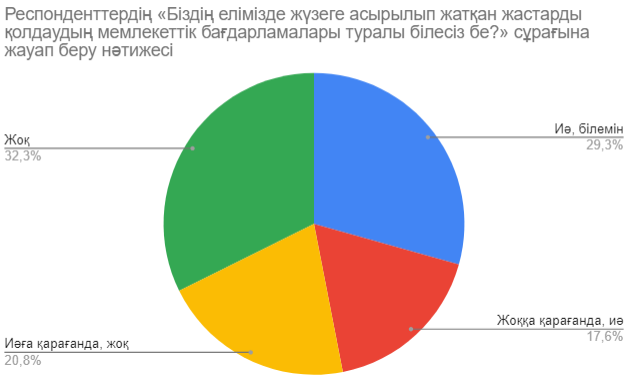 Респонденттердің «Біздің елімізде жүзеге асырылып жатқан жастарды
қолдаудың мемлекеттік бағдарламалары туралы білесіз бе?» сұрағына
жауап беру нәтижесі
Жоқ
32,3%
Иә, білемін
29,3%
Жоққа қарағанда, иә
17,6%
Иәға қарағанда, жоқ
20,8%